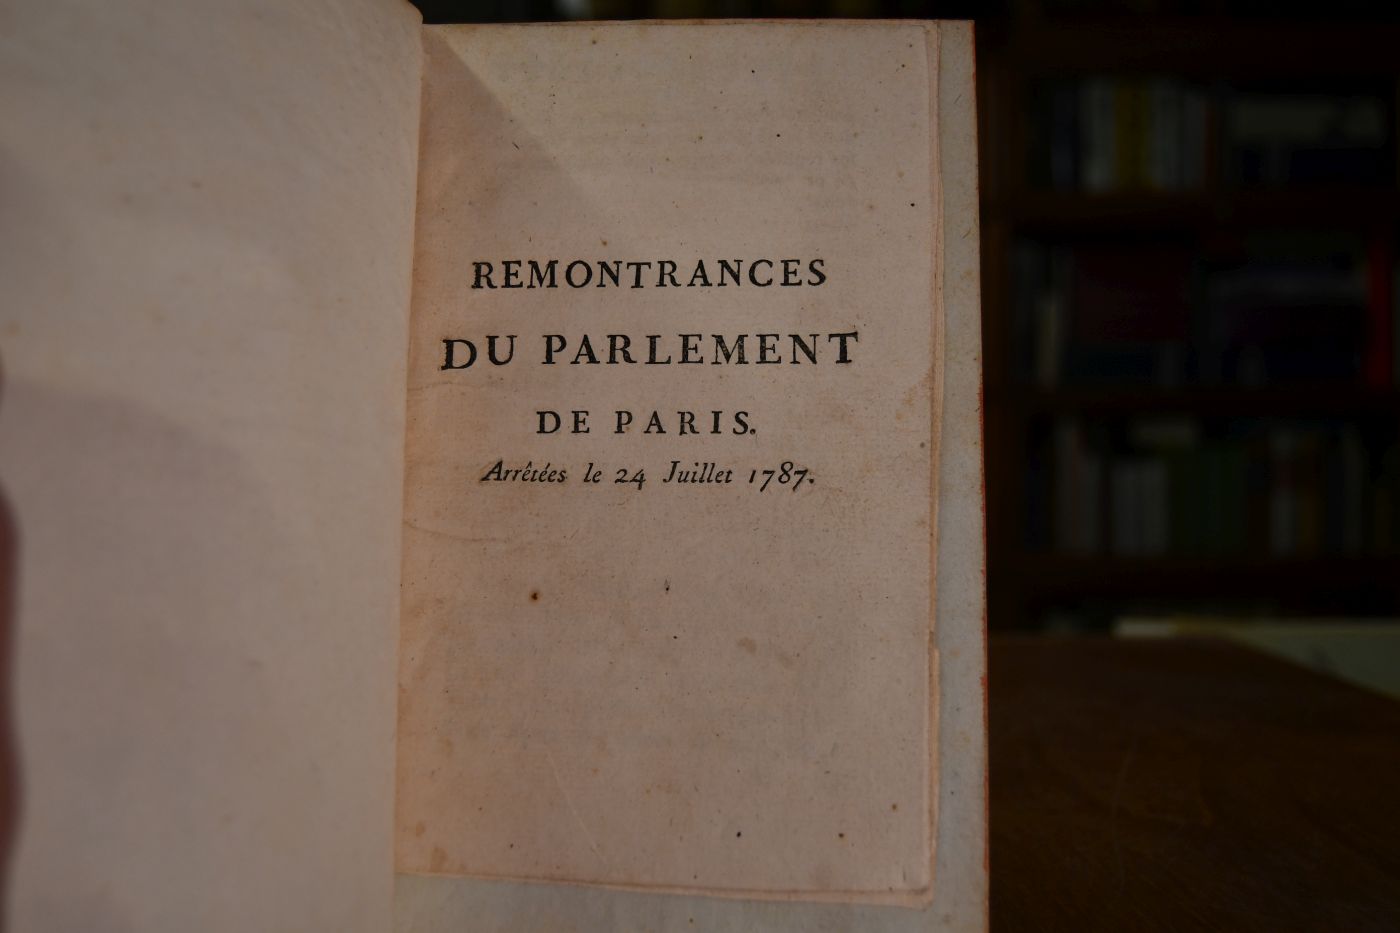 REMONTRANCES
DU PARLEMENT
DE PARIS.
Arrêtées le 24 Juillet 1787.